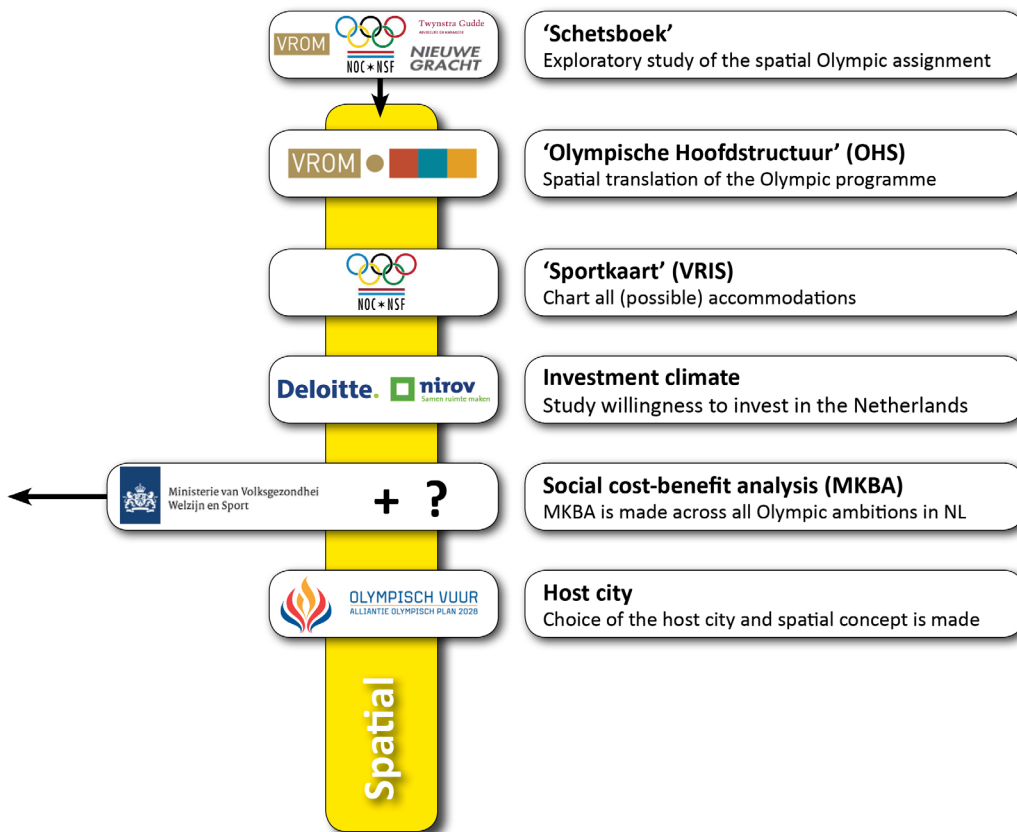 VROM
Twynstra Gudde
ADVISEURS EN MANAGERS
NOC*NSF
NIEUWE
GRACHT
‘Schetsboek’
Exploratory study of the spatial Olympic assignment
VROM
‘Olympische Hoofdstructuur’ (OHS)
Spatial translation of the Olympic programme
NOC*NSF
‘Sportkaart’ (VRIS)
Chart all (possible) accommodations
Deloitte.
nirov
Samen ruimte maken
Investment climate
Study willingness to invest in the Netherlands
Ministerie van Volksgezondhei
Welzijn en Sport
+ ?
Social cost-benefit analysis (MKBA)
MKBA is made across all Olympic ambitions in NL
OLYMPISCH VUUR
ALLIANTIE OLYMPISCH PLAN 2028
Host city
Choice of the host city and spatial concept is made
Spatial